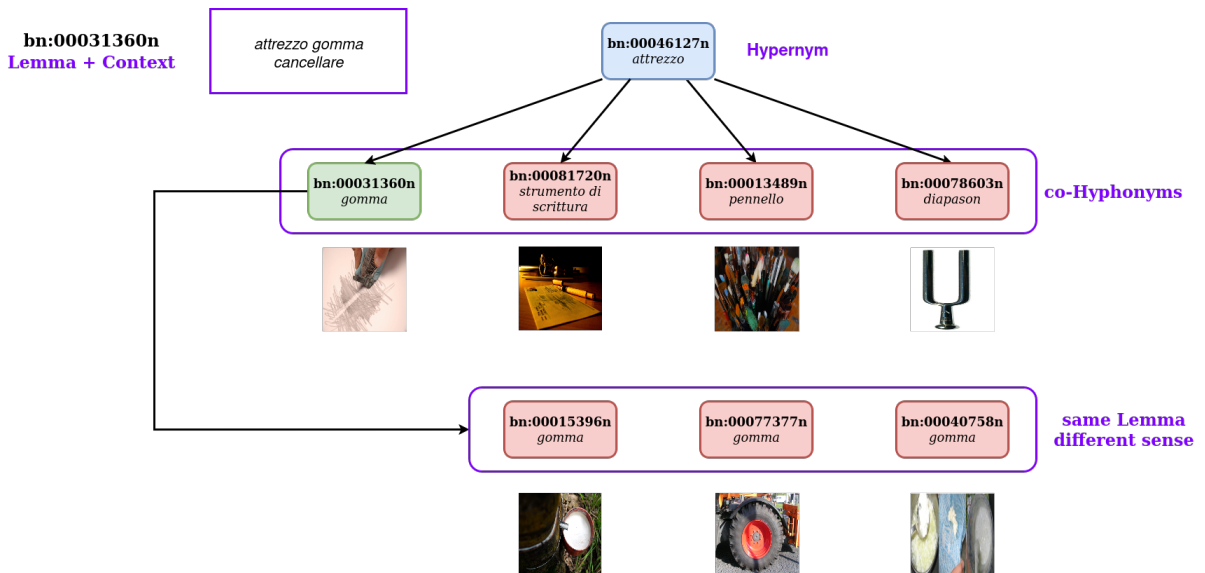 bn:00031360n
Lemma + Context
attrezzo gomma
cancellare
bn:00046127n
attrezzo
Hypernym
bn:00031360n
gomma
bn:00081720n
strumento di
scrittura
bn:00013489n
pennello
bn:00078603n
diapason
co-Hyphonyms
bn:00015396n
gomma
bn:00077377n
gomma
bn:00040758n
gomma
same Lemma
different sense